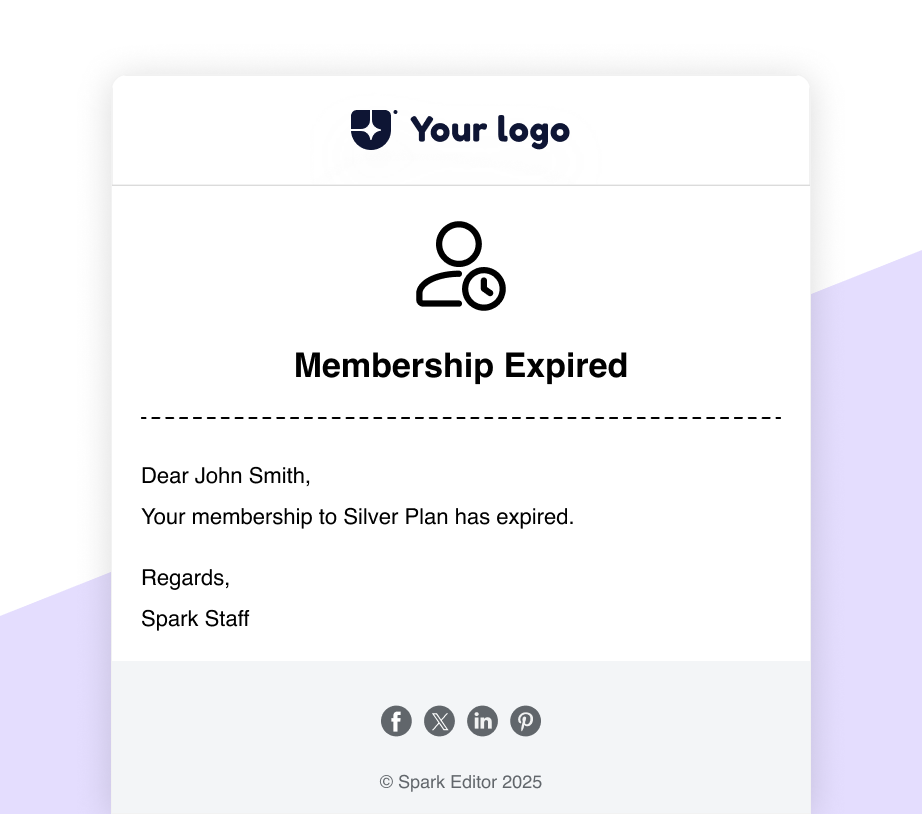 Your logo
Membership Expired
Dear John Smith,
Your membership to Silver Plan has expired.
Regards,
Spark Staff
© Spark Editor 2025